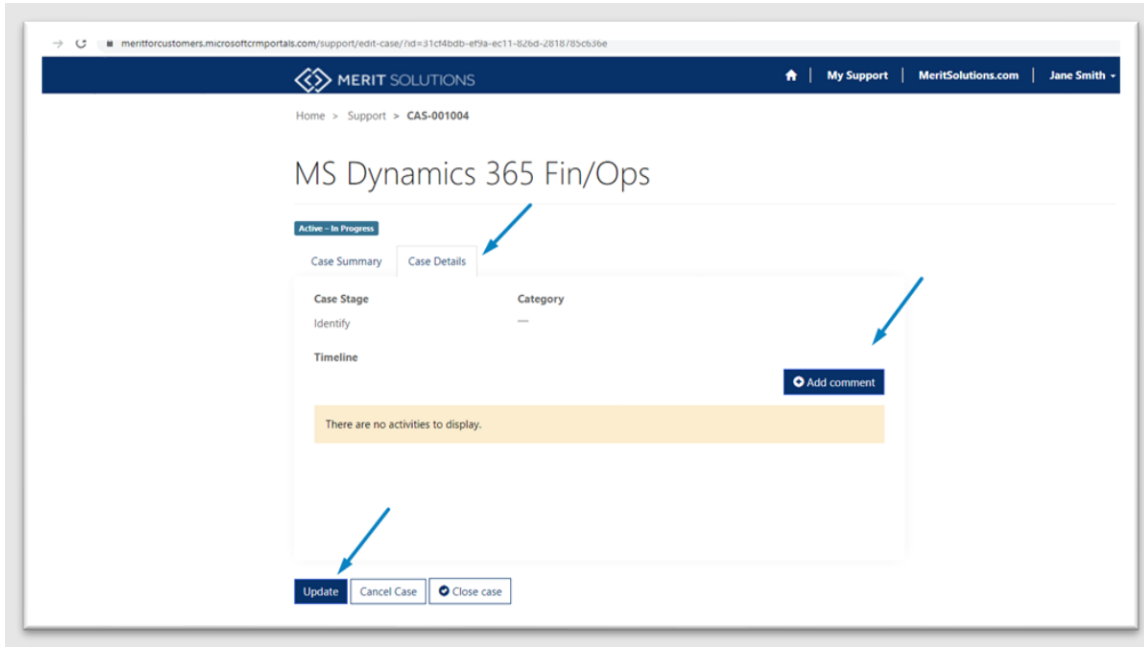 meritforcustomers.microsoftcrmportals.com/support/edit-case/?id=31cf4bdb-ef9a-ec11-826d-2818785c636e
MERIT SOLUTIONS My Support MeritSolutions.com Jane Smith
Home > Support > CAS-001004
MS Dynamics 365 Fin/Ops
Active – In Progress
Case Summary Case Details
Case Stage Category
Identify —
Timeline
Add comment
There are no activities to display.
Update Cancel Case Close case